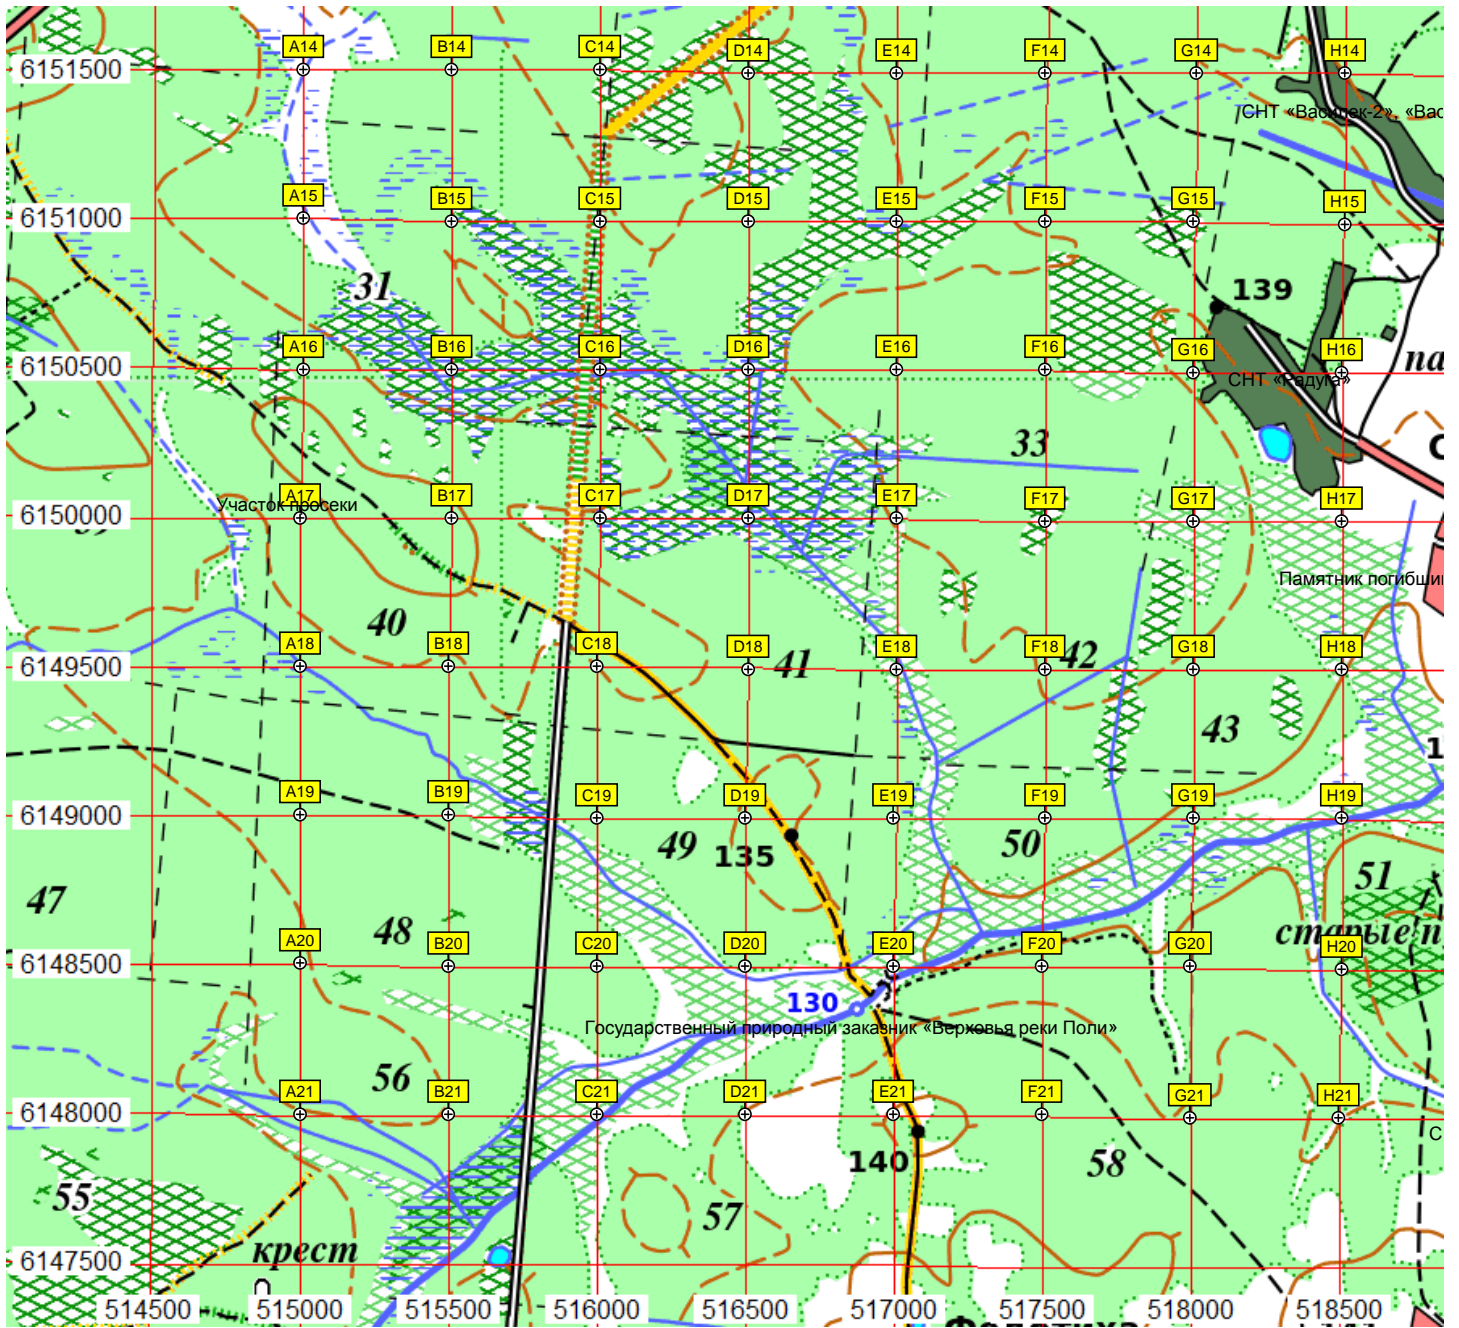 A14 B14 C14 D14 E14 F14 G14 H14
6151500
СНТ «Василек-2», «Вас
A15 B15 C15 D15 E15 F15 G15 H15
6151000
31
139
A16 B16 C16 D16 E16 F16 G16 H16
6150500
па
СНТ «Радуга»
33
С
A17 B17 C17 D17 E17 F17 G17 H17
Участок просеки
6150000
Памятник погибши
40
A18 B18 C18 D18 E18 F18 G18 H18
6149500
41
42
43
1
A19 B19 C19 D19 E19 F19 G19 H19
6149000
49
135
50
51
47
48
старые п
A20 B20 C20 D20 E20 F20 G20 H20
6148500
130
Государственный природный заказник «Верховья реки Поли»
56
A21 B21 C21 D21 E21 F21 G21 H21
6148000
С
140
58
55
57
крест
6147500
514500 515000 515500 516000 516500 517000 517500 518000 518500